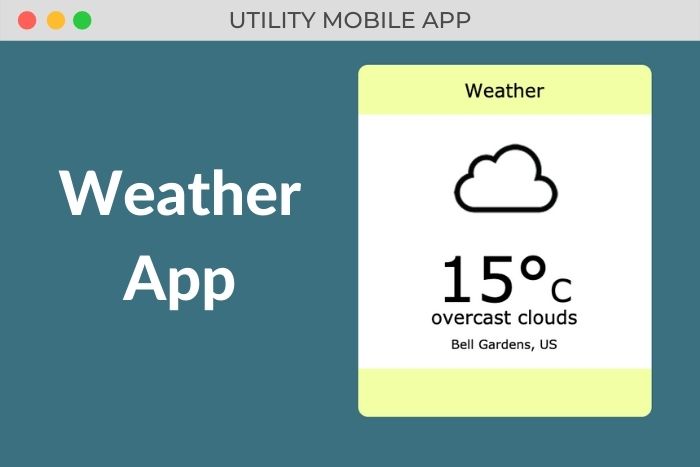 UTILITY MOBILE APP
Weather
App
Weather
15°C
overcast clouds
Bell Gardens, US